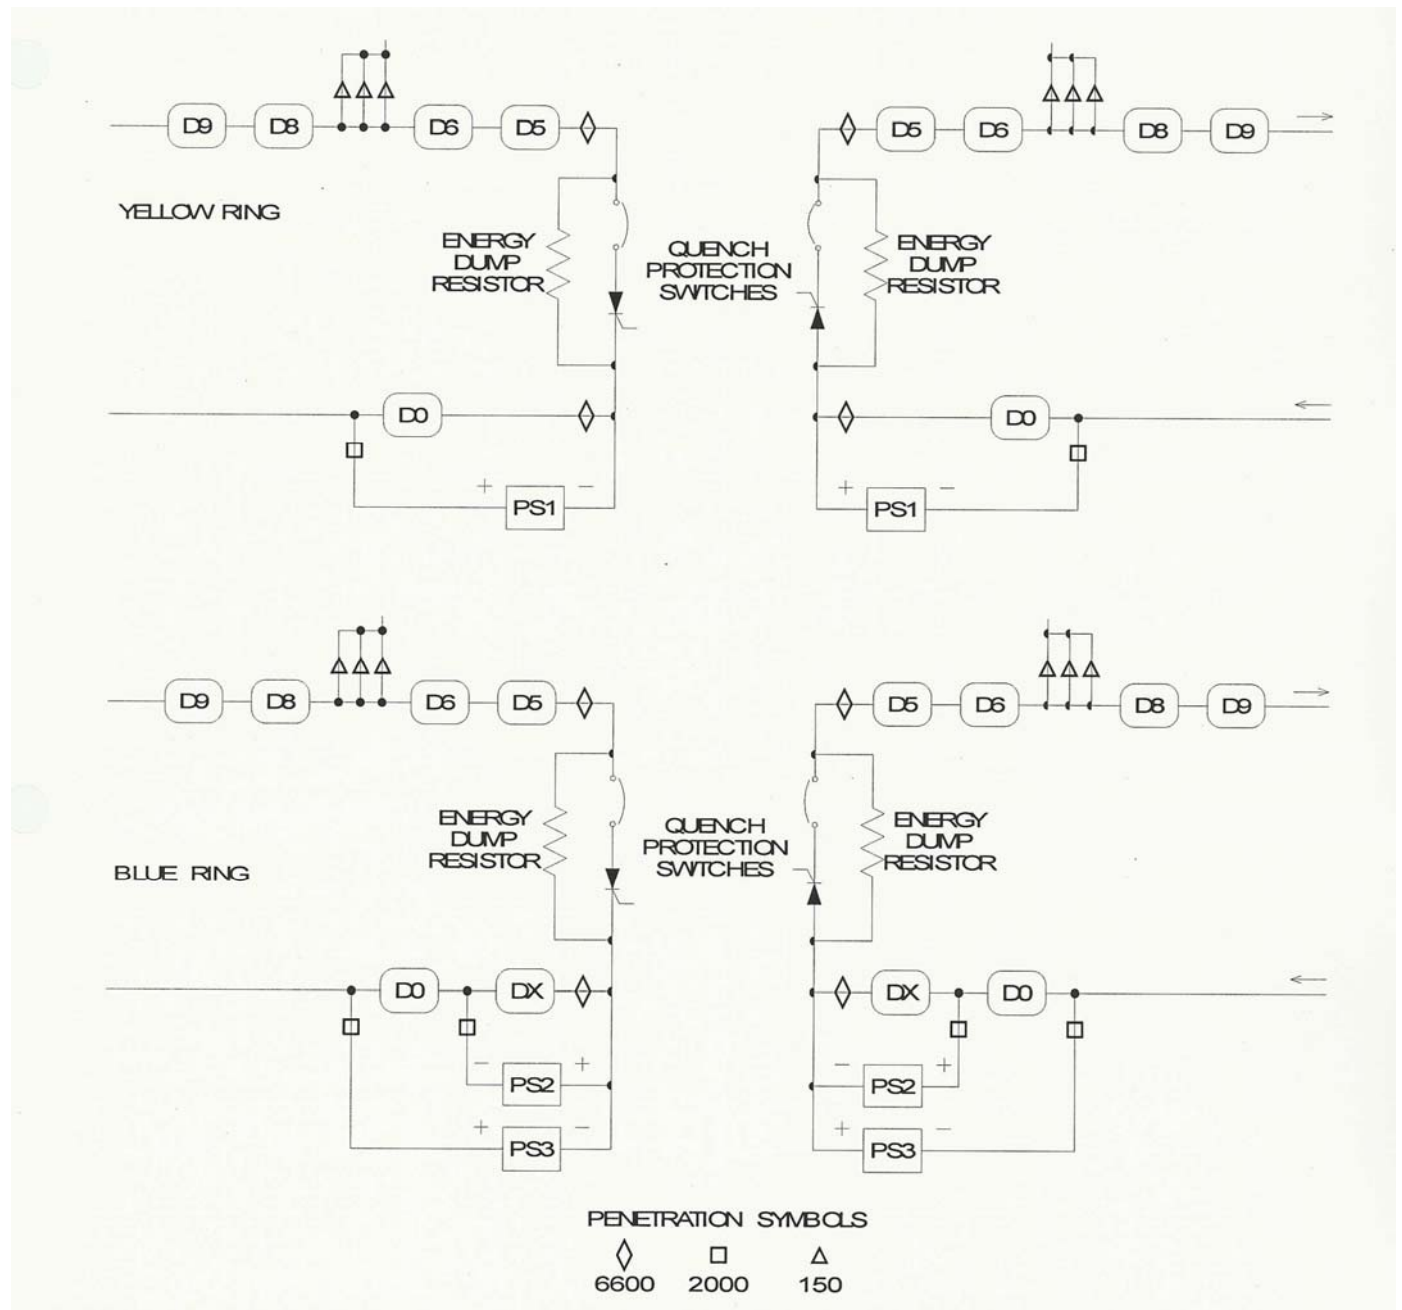 D9 D8 D6 D5 D5 D6 D8 D9
YELLOW RING
ENERGY
DUMP
RESISTOR
QUENCH
PROTECTION
SWITCHES
ENERGY
DUMP
RESISTOR
D0 D0
+ − + −
PS1 PS1
D9 D8 D6 D5 D5 D6 D8 D9
ENERGY
DUMP
RESISTOR
QUENCH
PROTECTION
SWITCHES
ENERGY
DUMP
RESISTOR
BLUE RING
D0 DX DX D0
− + − +
PS2 PS2
+ − + −
PS3 PS3
PENETRATION SYMBOLS
6600 2000 150